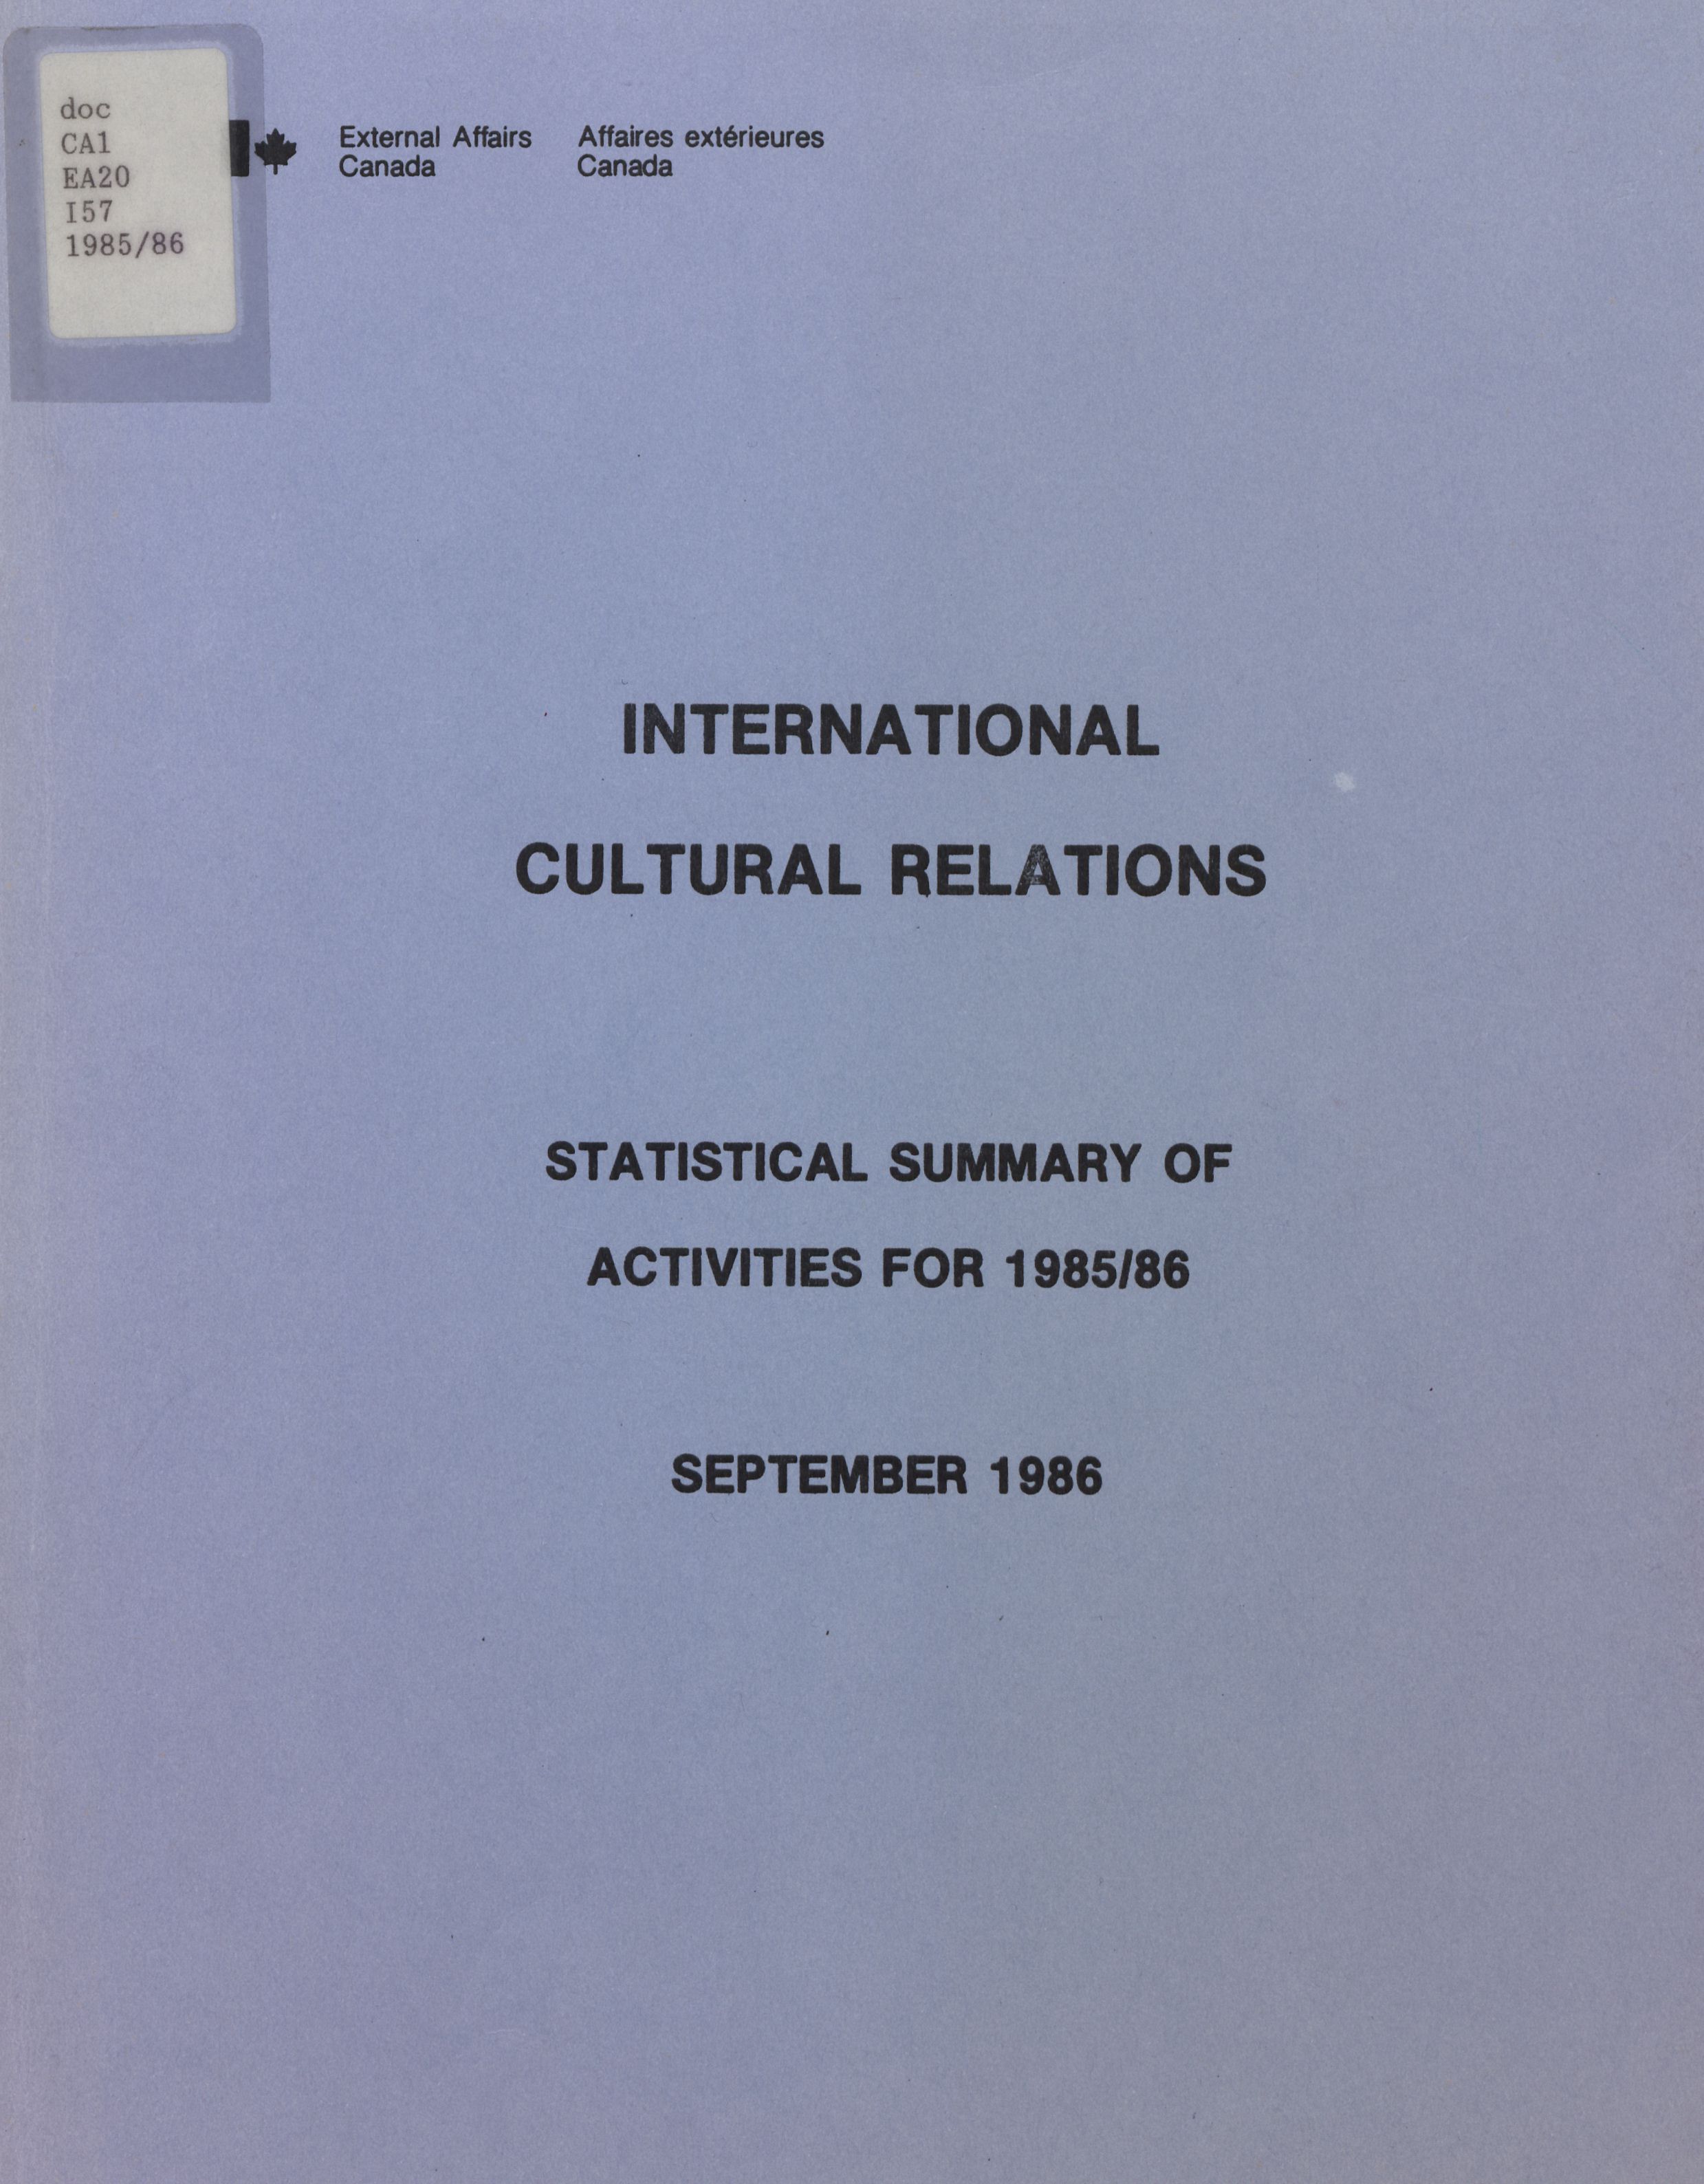 doc
CA1
EA20
I57
1985/86
External Affairs Canada
Affaires extérieures Canada
INTERNATIONAL
CULTURAL RELATIONS
STATISTICAL SUMMARY OF
ACTIVITIES FOR 1985/86
SEPTEMBER 1986